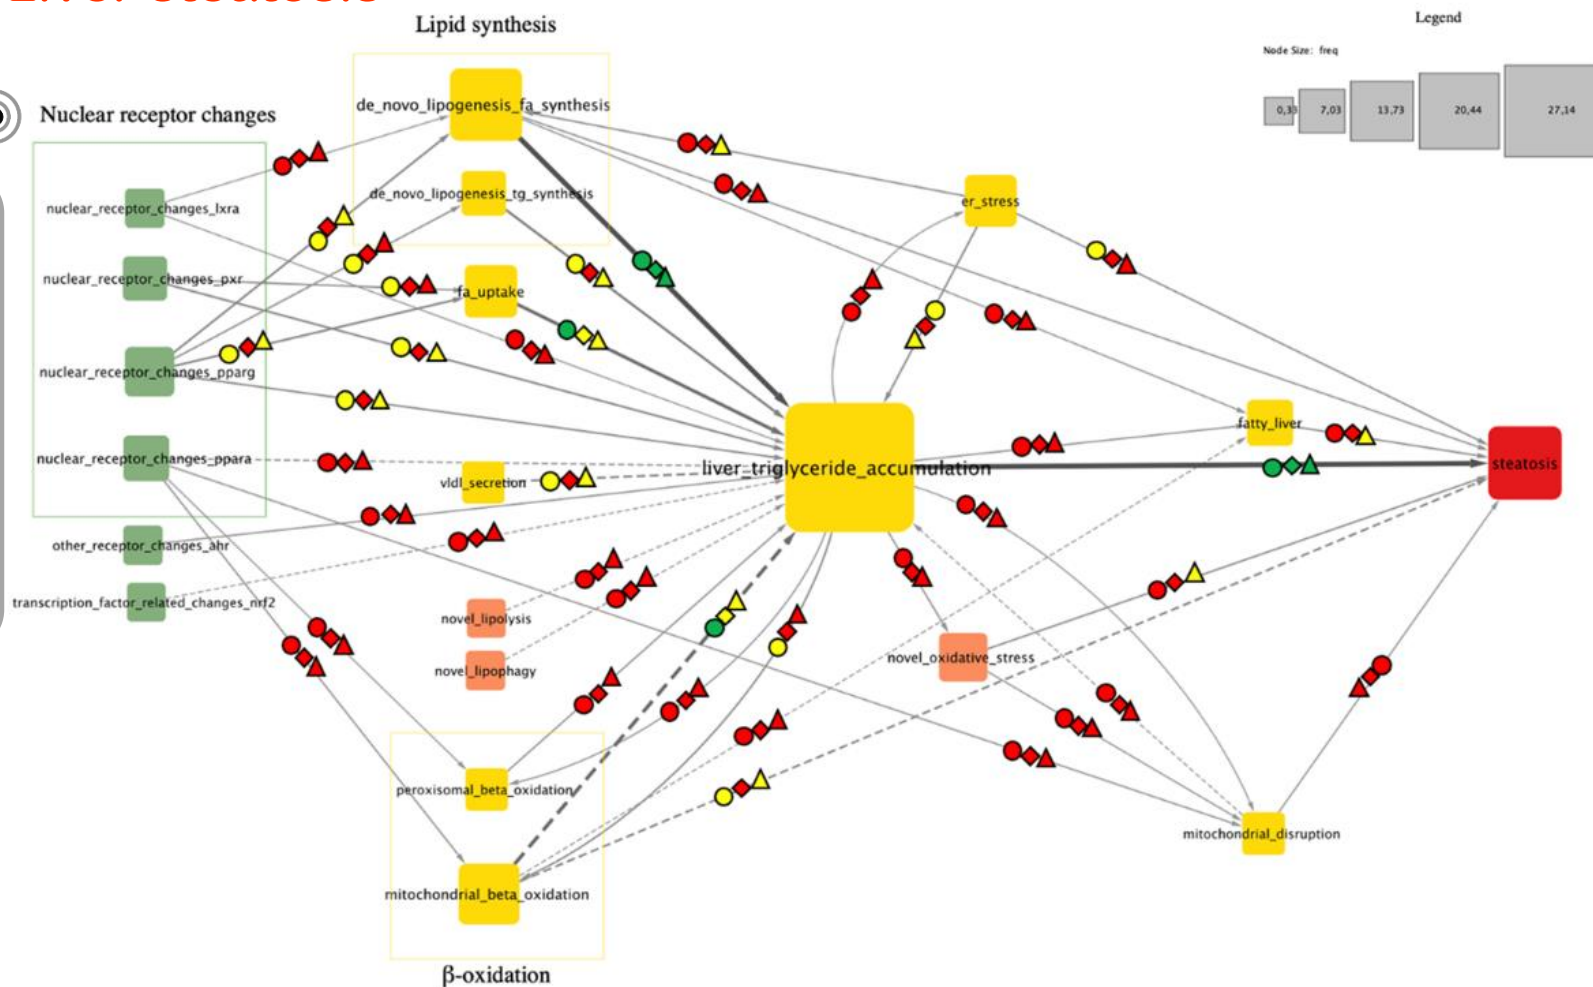 Liver steatosis
Lipid synthesis
Legend
Node Size: freq
0,33
7,03
13,73
20,44
27,14
Nuclear receptor changes
de_novo_lipogenesis_fa_synthesis
de_novo_lipogenesis_tg_synthesis
nuclear_receptor_changes_lxra
er_stress
nuclear_receptor_changes_pxr
fa_uptake
nuclear_receptor_changes_pparg
fatty_liver
nuclear_receptor_changes_ppara
liver_triglyceride_accumulation
steatosis
vldl_secretion
other_receptor_changes_ahr
transcription_factor_related_changes_nrf2
novel_lipolysis
novel_lipophagy
novel_oxidative_stress
peroxisomal_beta_oxidation
mitochondrial_disruption
mitochondrial_beta_oxidation
β-oxidation